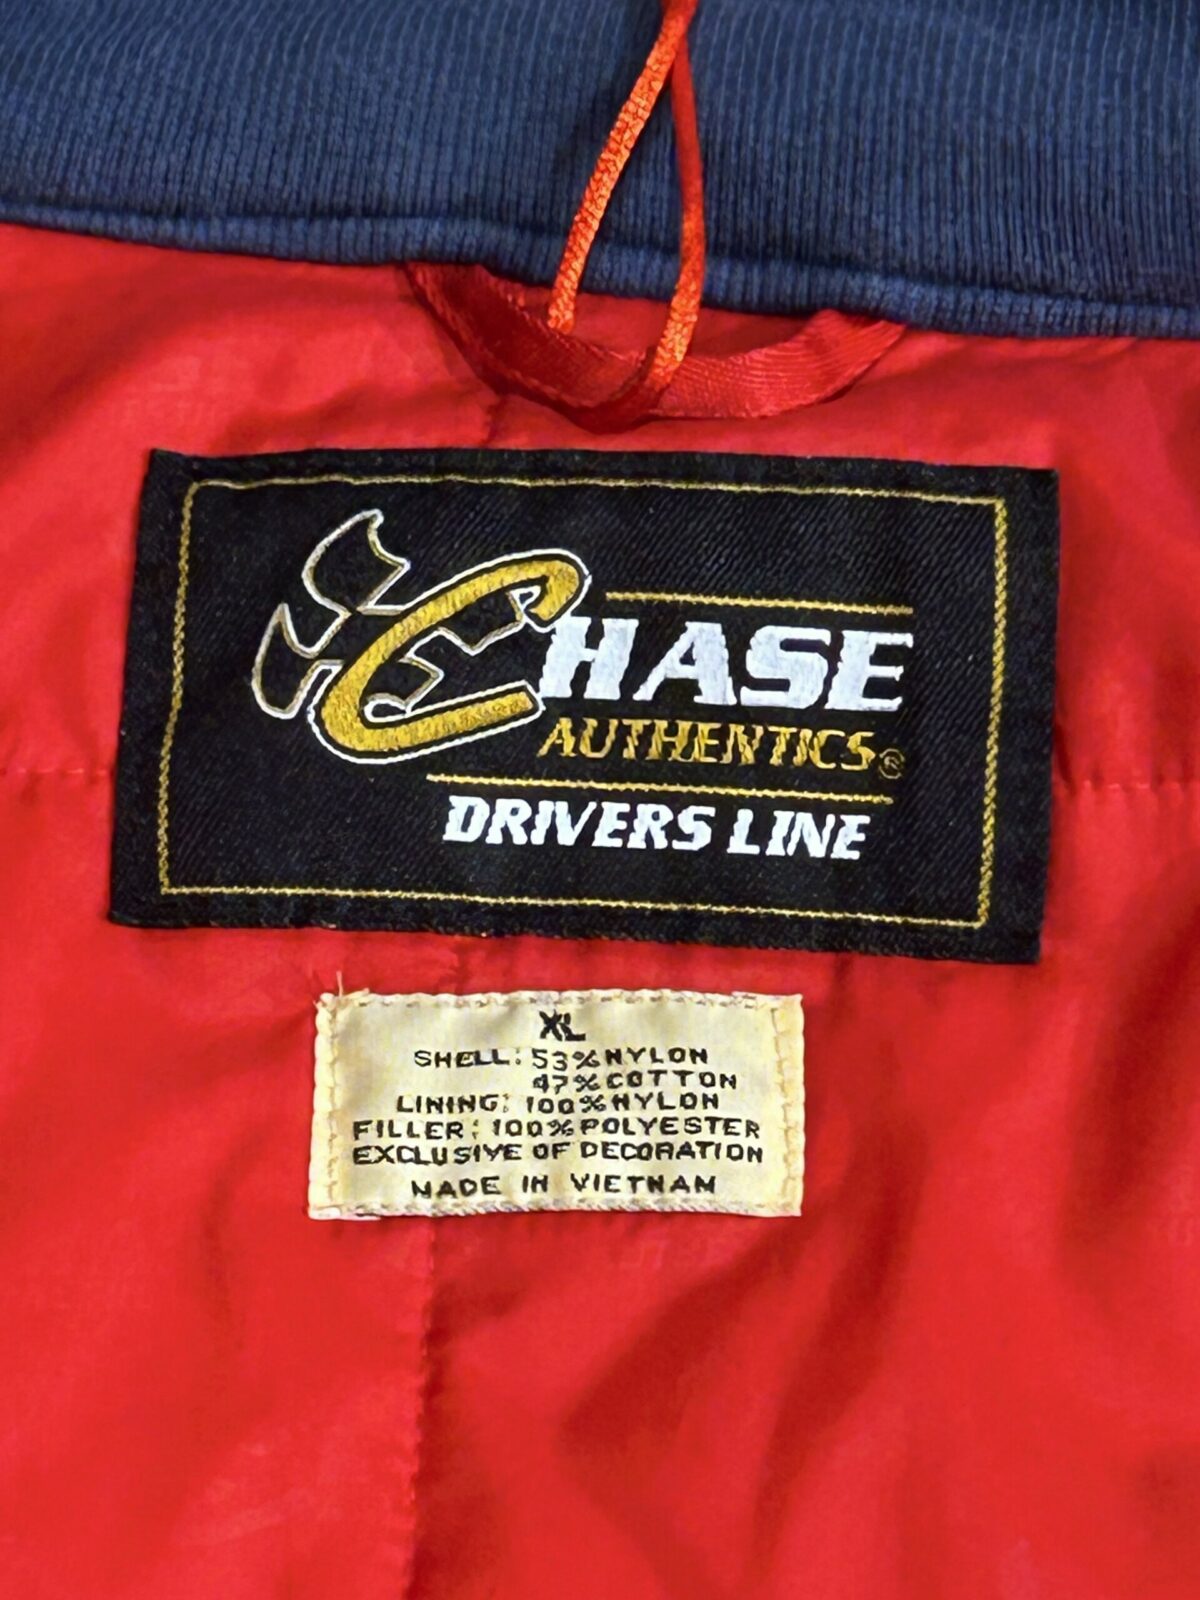 CHASE
AUTHENTICS®
DRIVERS LINE
XL
SHELL: 53% NYLON
47% COTTON
LINING: 100% NYLON
FILLER: 100% POLYESTER
EXCLUSIVE OF DECORATION
MADE IN VIETNAM